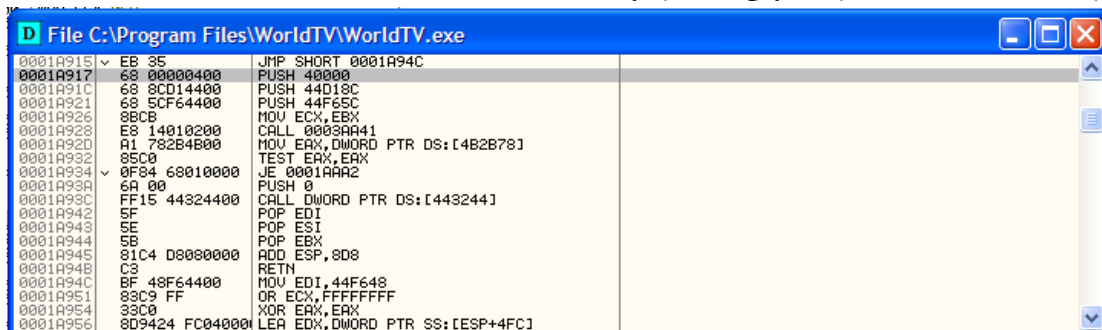 D File C:\Program Files\WorldTV\WorldTV.exe
0001A915 EB 35 JMP SHORT 0001A94C
0001A917 68 00000400 PUSH 40000
0001A91C 68 8CD14400 PUSH 44D18C
0001A921 68 5CF64400 PUSH 44F65C
0001A926 8BCB MOV ECX,EBX
0001A928 E8 14010200 CALL 0003AA41
0001A92D A1 782B4B00 MOV EAX,DWORD PTR DS:[4B2B78]
0001A932 85C0 TEST EAX,EAX
0001A934 0F84 68010000 JE 0001AAA2
0001A93A 6A 00 PUSH 0
0001A93C FF15 44324400 CALL DWORD PTR DS:[443244]
0001A942 5F POP EDI
0001A943 5E POP ESI
0001A944 5B POP EBX
0001A945 81C4 D8080000 ADD ESP,8D8
0001A94B C3 RETN
0001A94C BF 48F64400 MOV EDI,44F648
0001A951 83C9 FF OR ECX,FFFFFFFF
0001A954 33C0 XOR EAX,EAX
0001A956 8D9424 FC04000 LEA EDX,DWORD PTR SS:[ESP+4FC]